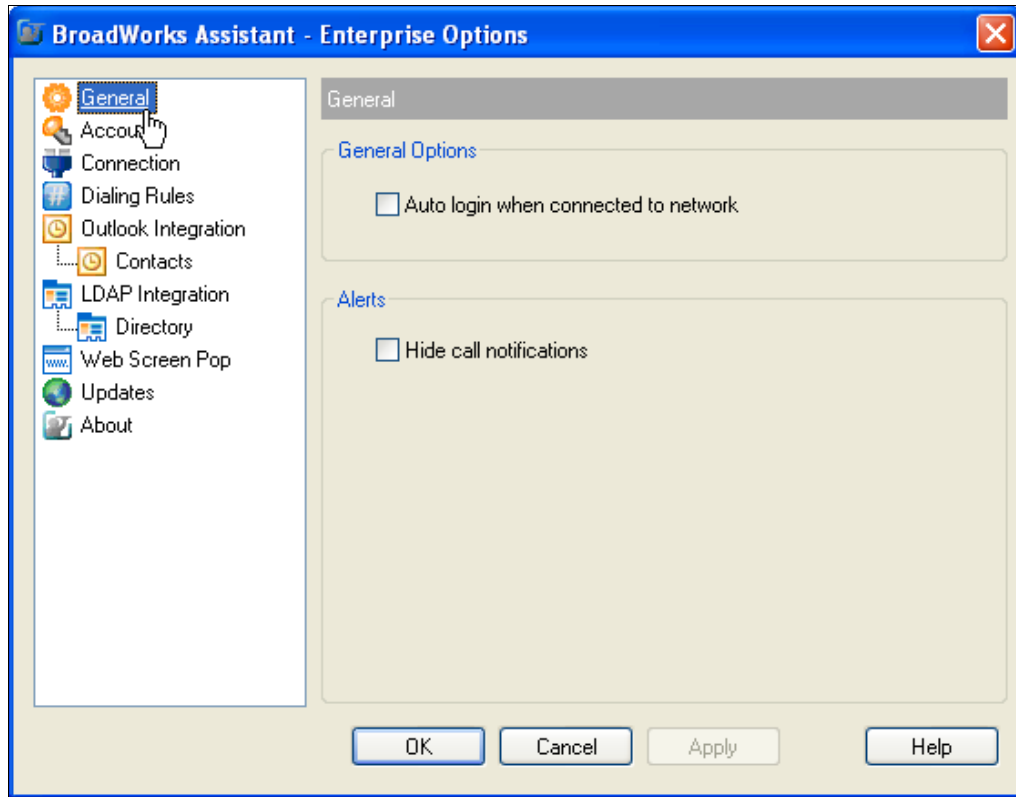 BroadWorks Assistant - Enterprise Options
General
Connection
Dialing Rules
Outlook Integration
Contacts
LDAP Integration
Directory
www.
Web Screen Pop
Updates
About
General
General Options
Auto login when connected to network
Alerts
Hide call notifications
OK
Cancel
Apply
Help